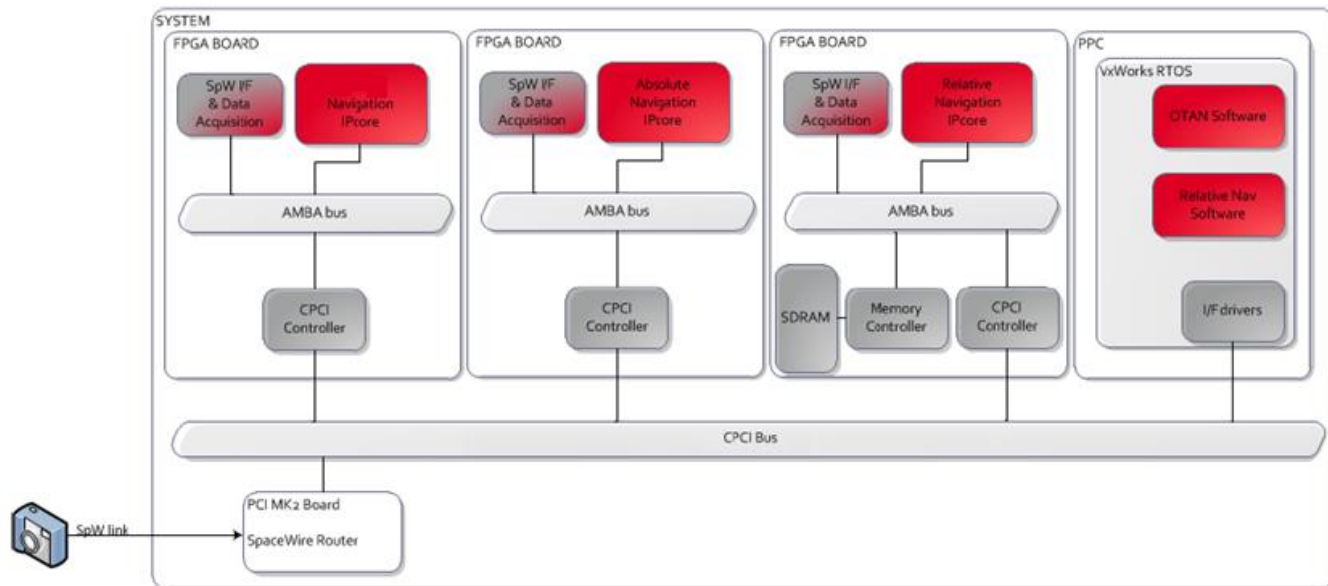 SYSTEM
FPGA BOARD
SpW I/F
& Data
Acquisition
Navigation
IPcore
AMBA bus
CPCI
Controller
FPGA BOARD
SpW I/F
& Data
Acquisition
Absolute
Navigation
IPcore
AMBA bus
CPCI
Controller
FPGA BOARD
SpW I/F
& Data
Acquisition
Relative
Navigation
IPcore
AMBA bus
SDRAM
Memory
Controller
CPCI
Controller
PPC
VxWorks RTOS
OTAN Software
Relative Nav
Software
I/F drivers
CPCI Bus
PCI MK2 Board
SpaceWire Router
SpW link